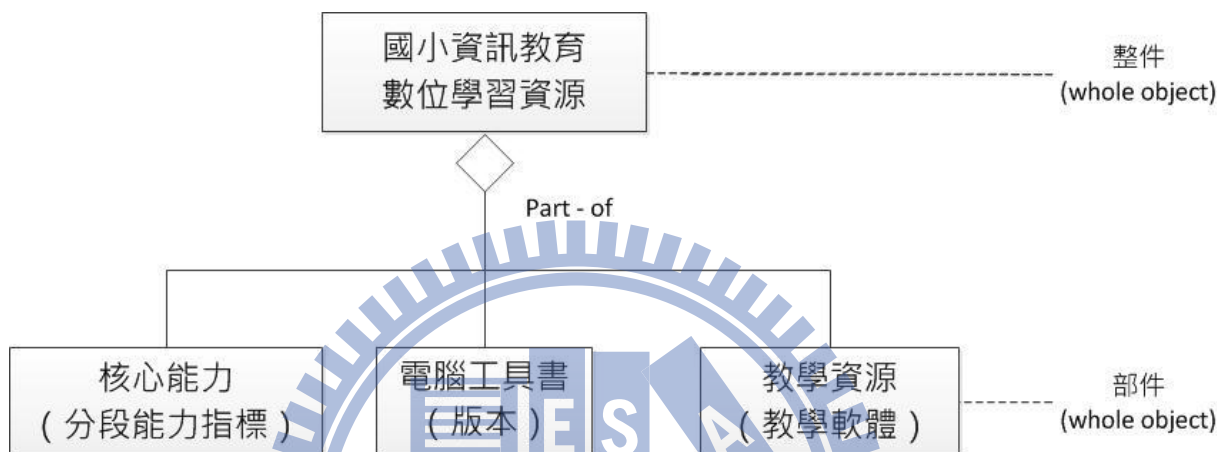 國小資訊教育
數位學習資源
整件
(whole object)
Part - of
核心能力
（分段能力指標）
電腦工具書
（版本）
教學資源
（教學軟體）
部件
(whole object)
E S A